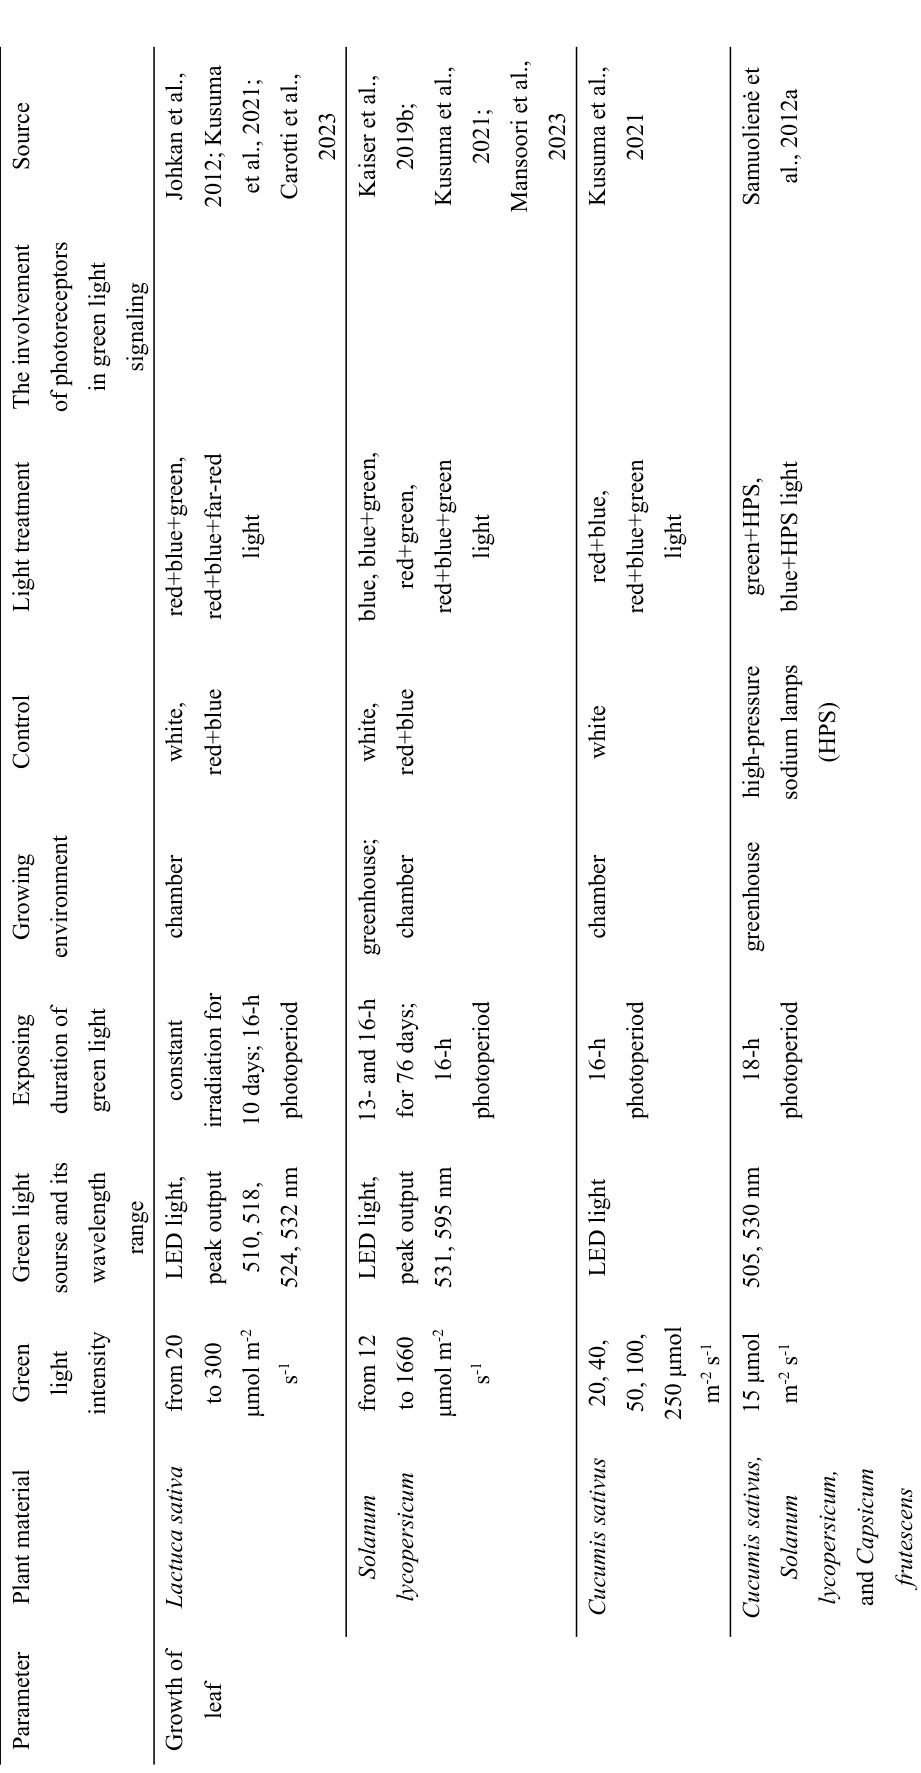 Parameter
Plant material
Green
light
intensity
Green light
sourse and its
wavelength
range
Exposing
duration of
green light
Growing
environment
Control
Light treatment
The involvement
of photoreceptors
in green light
signaling
Source
Growth of
leaf
Lactuca sativa
from 20
to 300
μmol m⁻²
s⁻¹
LED light,
peak output
510, 518,
524, 532 nm
constant
irradiation for
10 days; 16-h
photoperiod
chamber
white,
red+blue
red+blue+green,
red+blue+far-red
light
Johkan et al.,
2012; Kusuma
et al., 2021;
Carotti et al.,
2023
Solanum
lycopersicum
from 12
to 1660
μmol m⁻²
s⁻¹
LED light,
peak output
531, 595 nm
13- and 16-h
for 76 days;
16-h
photoperiod
greenhouse;
chamber
white,
red+blue
blue, blue+green,
red+green,
red+blue+green
light
Kaiser et al.,
2019b;
Kusuma et al.,
2021;
Mansoori et al.,
2023
Cucumis sativus
20, 40,
50, 100,
250 μmol
m⁻² s⁻¹
LED light
16-h
photoperiod
chamber
white
red+blue,
red+blue+green
light
Kusuma et al.,
2021
Cucumis sativus,
Solanum
lycopersicum,
and Capsicum
frutescens
15 μmol
m⁻² s⁻¹
505, 530 nm
18-h
photoperiod
greenhouse
high-pressure
sodium lamps
(HPS)
green+HPS,
blue+HPS light
Samuolienė et
al., 2012a